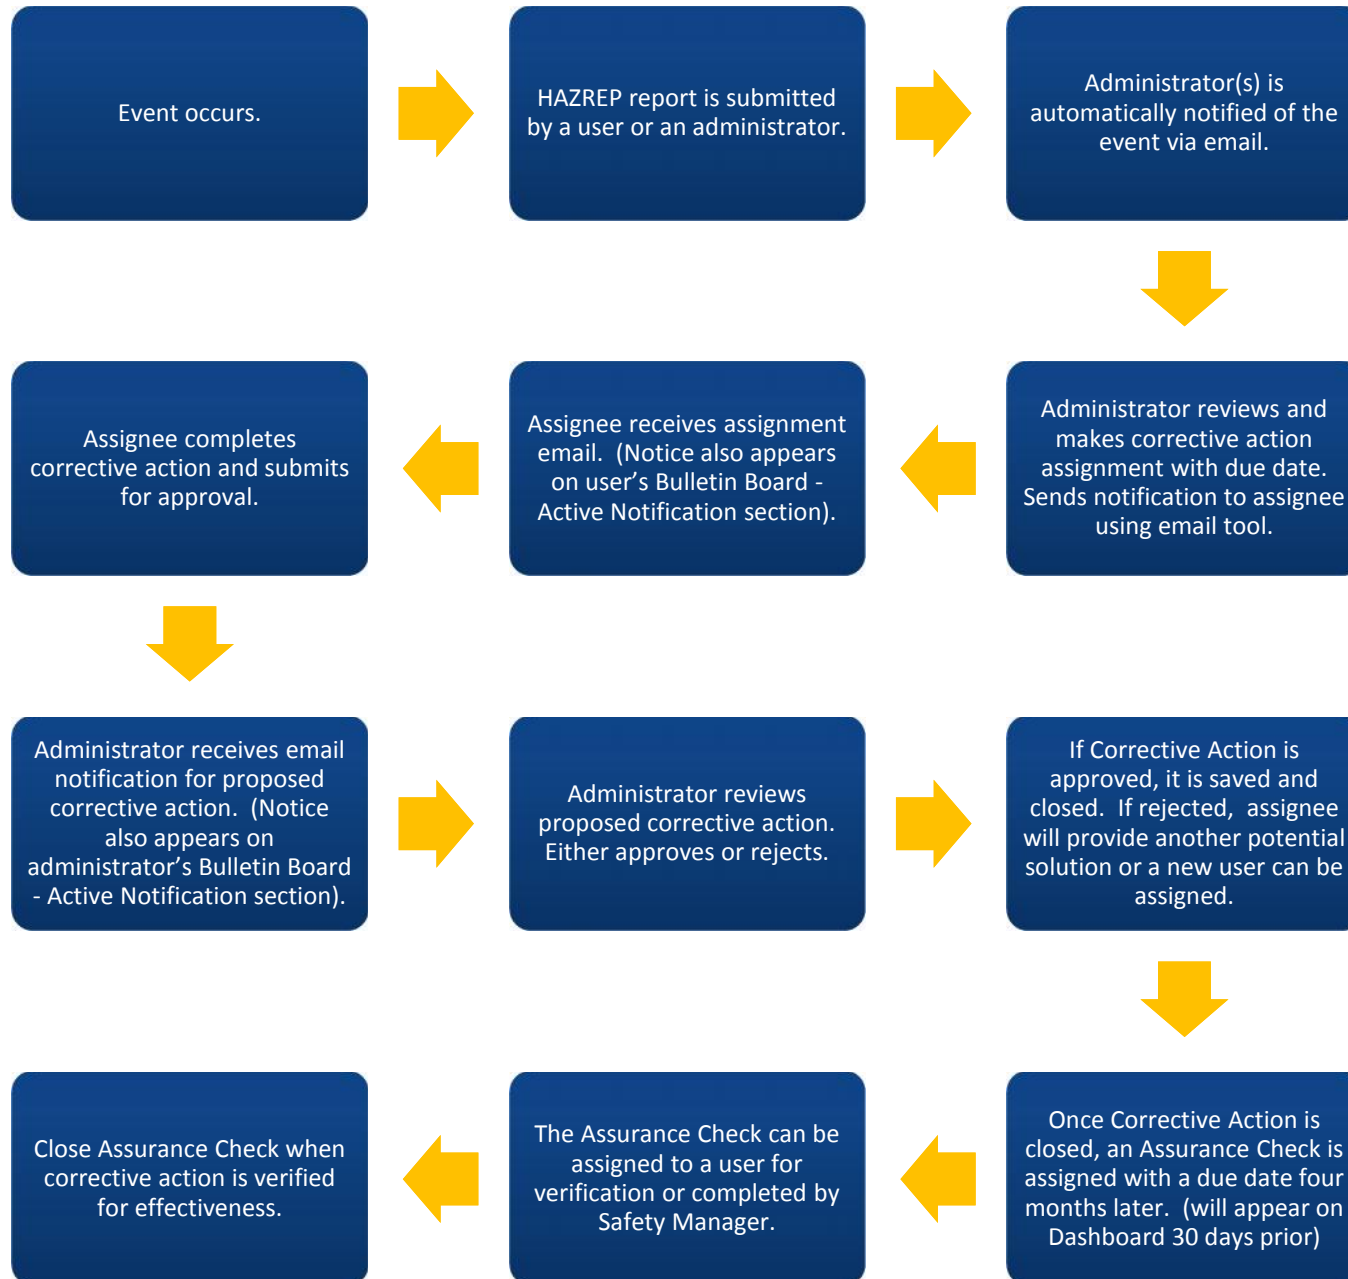 Event occurs.
HAZREP report is submitted
by a user or an administrator.
Administrator(s) is
automatically notified of the
event via email.
Administrator reviews and
makes corrective action
assignment with due date.
Sends notification to assignee
using email tool.
Assignee receives assignment
email.  (Notice also appears
on user’s Bulletin Board -
Active Notification section).
Assignee completes
corrective action and submits
for approval.
Administrator receives email
notification for proposed
corrective action.  (Notice
also appears on
administrator’s Bulletin Board
- Active Notification section).
Administrator reviews
proposed corrective action.
Either approves or rejects.
If Corrective Action is
approved, it is saved and
closed.  If rejected,  assignee
will provide another potential
solution or a new user can be
assigned.
Once Corrective Action is
closed, an Assurance Check is
assigned with a due date four
months later.  (will appear on
Dashboard 30 days prior)
The Assurance Check can be
assigned to a user for
verification or completed by
Safety Manager.
Close Assurance Check when
corrective action is verified
for effectiveness.